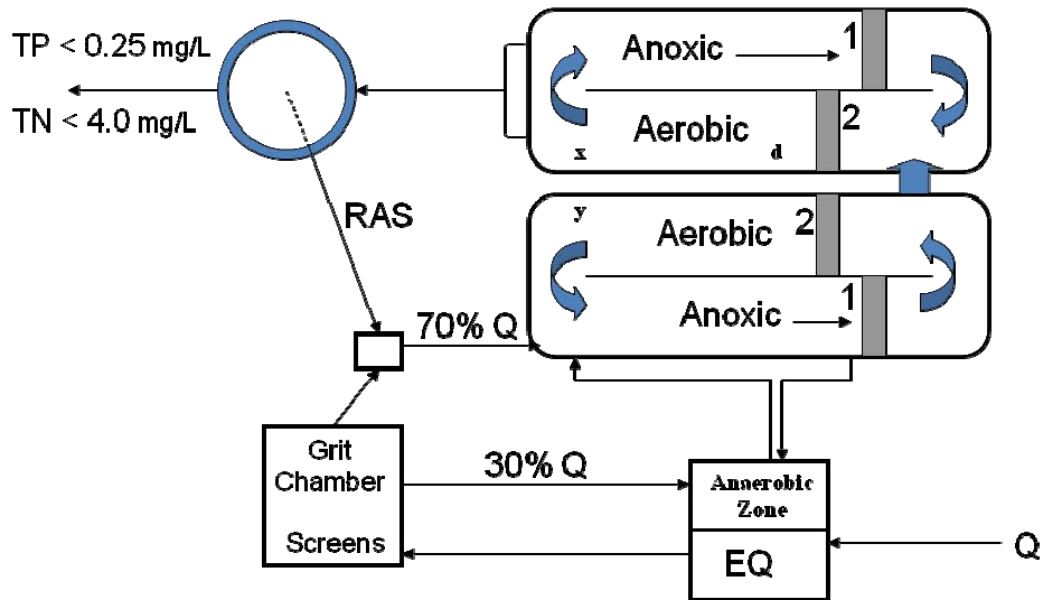 TP < 0.25 mg/L
TN < 4.0 mg/L
RAS
Anoxic
1
2
Aerobic
x
d
y
2
Aerobic
1
Anoxic
70% Q
Grit
Chamber
Screens
30% Q
Anaerobic
Zone
EQ
Q